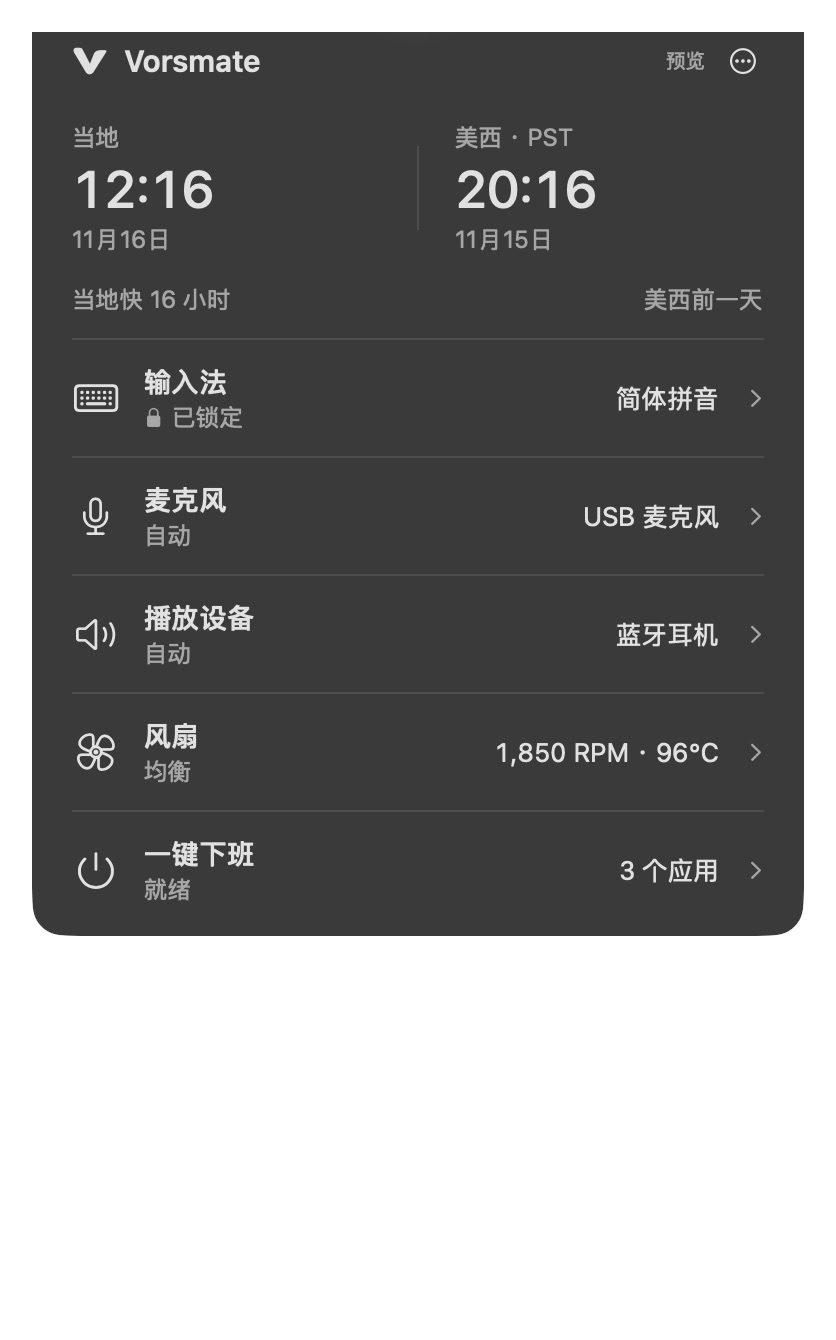 Vorsmate
预览
当地
美西 · PST
12:16
20:16
11月16日
11月15日
当地快 16 小时
美西前一天
输入法
已锁定
简体拼音
麦克风
自动
USB 麦克风
播放设备
自动
蓝牙耳机
风扇
均衡
1,850 RPM · 96°C
一键下班
就绪
3 个应用